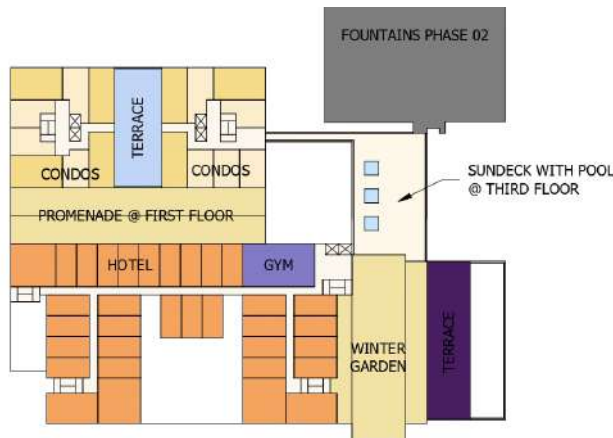 FOUNTAINS PHASE 02
TERRACE
CONDOS
CONDOS
SUNDECK WITH POOL
@ THIRD FLOOR
PROMENADE @ FIRST FLOOR
HOTEL
GYM
WINTER
GARDEN
TERRACE